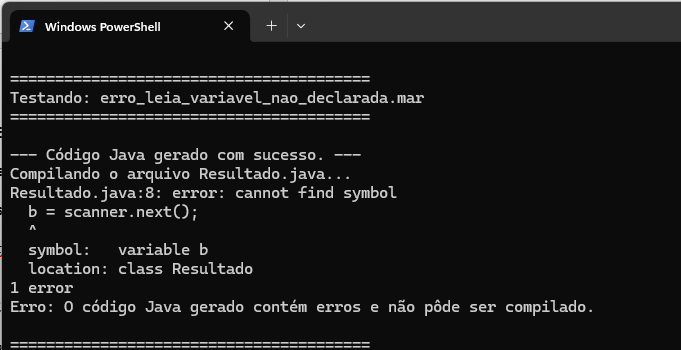 Windows PowerShell
========================================
Testando: erro_leia_variavel_nao_declarada.mar
========================================
--- Código Java gerado com sucesso. ---
Compilando o arquivo Resultado.java...
Resultado.java:8: error: cannot find symbol
  b = scanner.next();
  ^
  symbol:   variable b
  location: class Resultado
1 error
Erro: O código Java gerado contém erros e não pôde ser compilado.
========================================